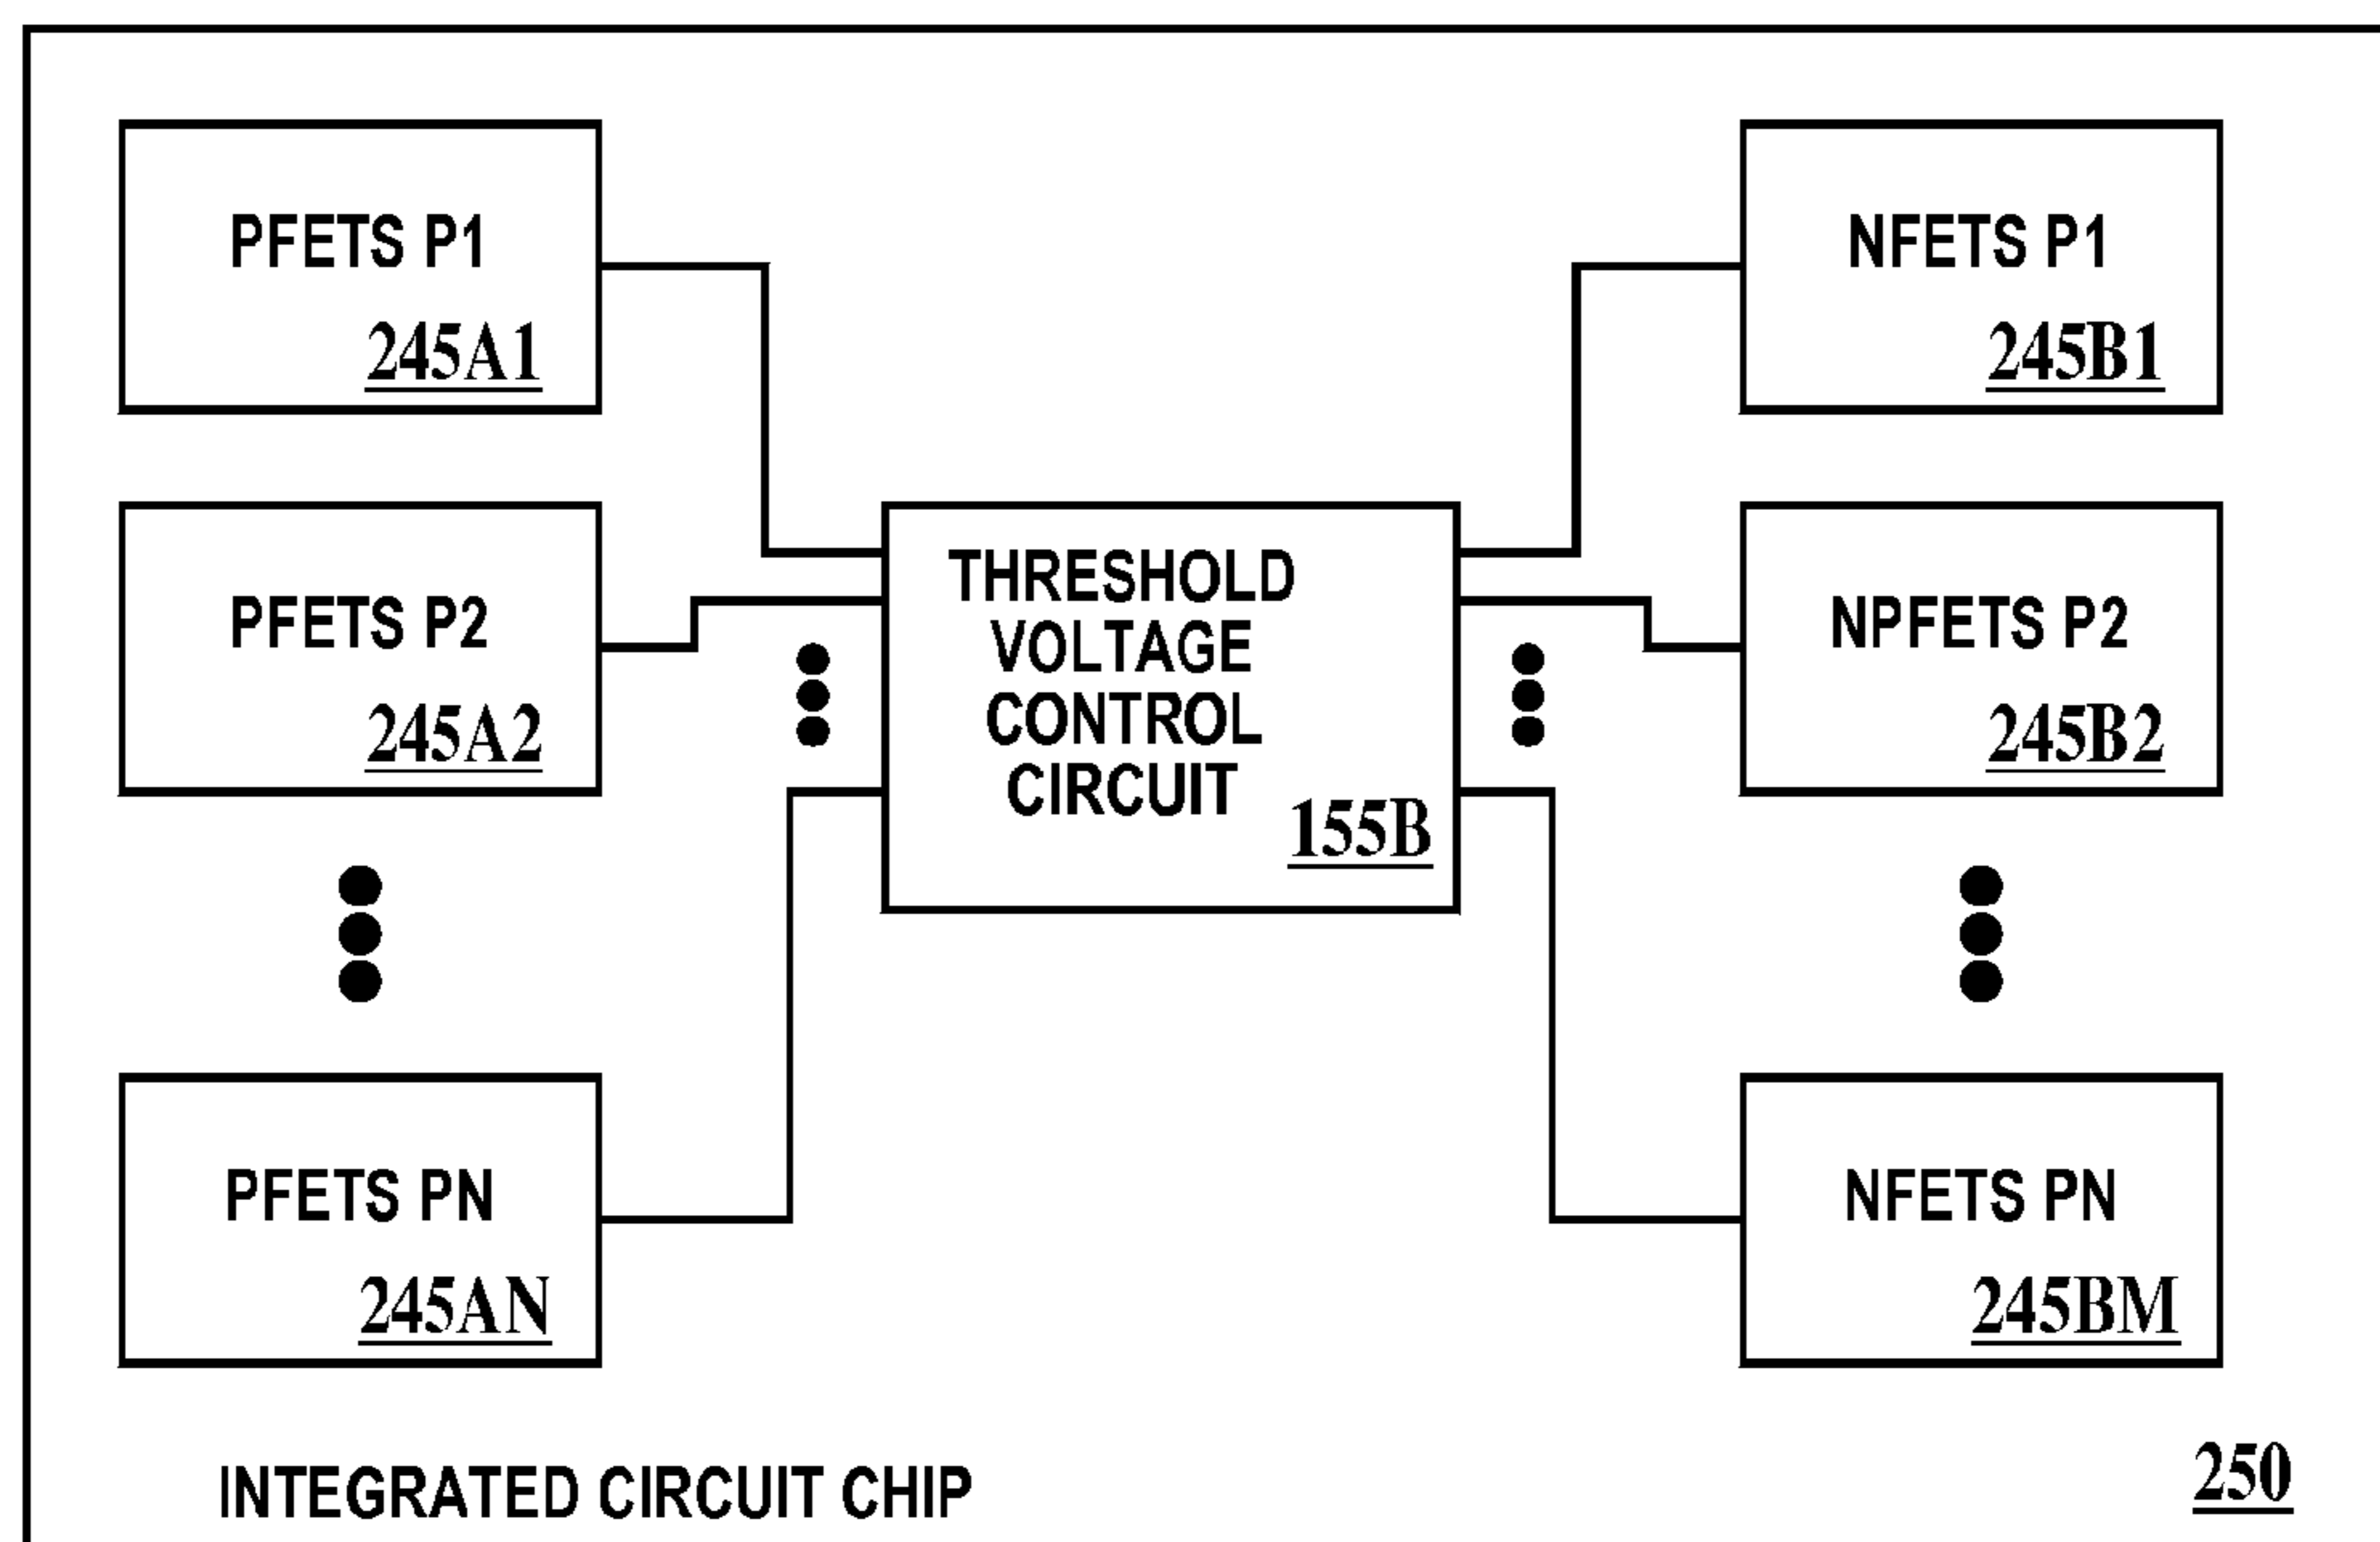 PFETS P1
245A1
NFETS P1
245B1
PFETS P2
245A2
THRESHOLD
VOLTAGE
CONTROL
CIRCUIT
155B
NPFETS P2
245B2
PFETS PN
245AN
NFETS PN
245BM
INTEGRATED CIRCUIT CHIP
250